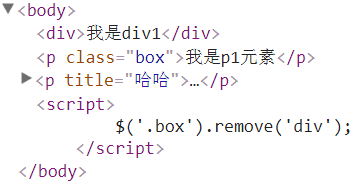 ▼<body>
<div>我是div1</div>
<p class="box">我是p1元素</p>
▶<p title="哈哈">…</p>
<script>
$('.box').remove('div');
</script>
</body>